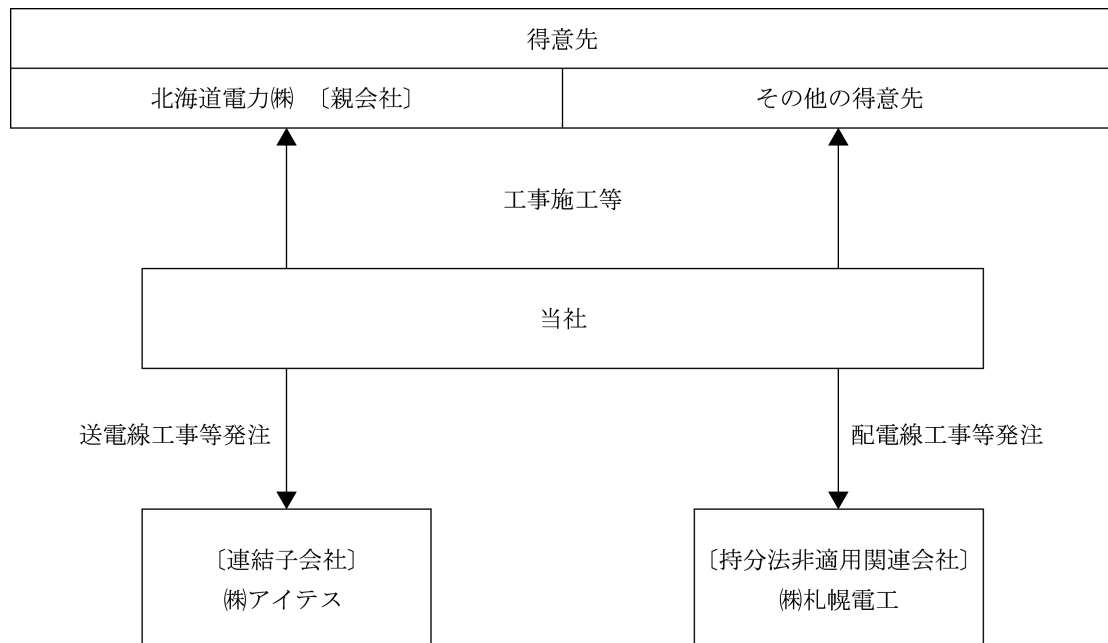 得意先
北海道電力㈱ 〔親会社〕
その他の得意先
工事施工等
当社
送電線工事等発注
配電線工事等発注
〔連結子会社〕
㈱アイテス
〔持分法非適用関連会社〕
㈱札幌電工